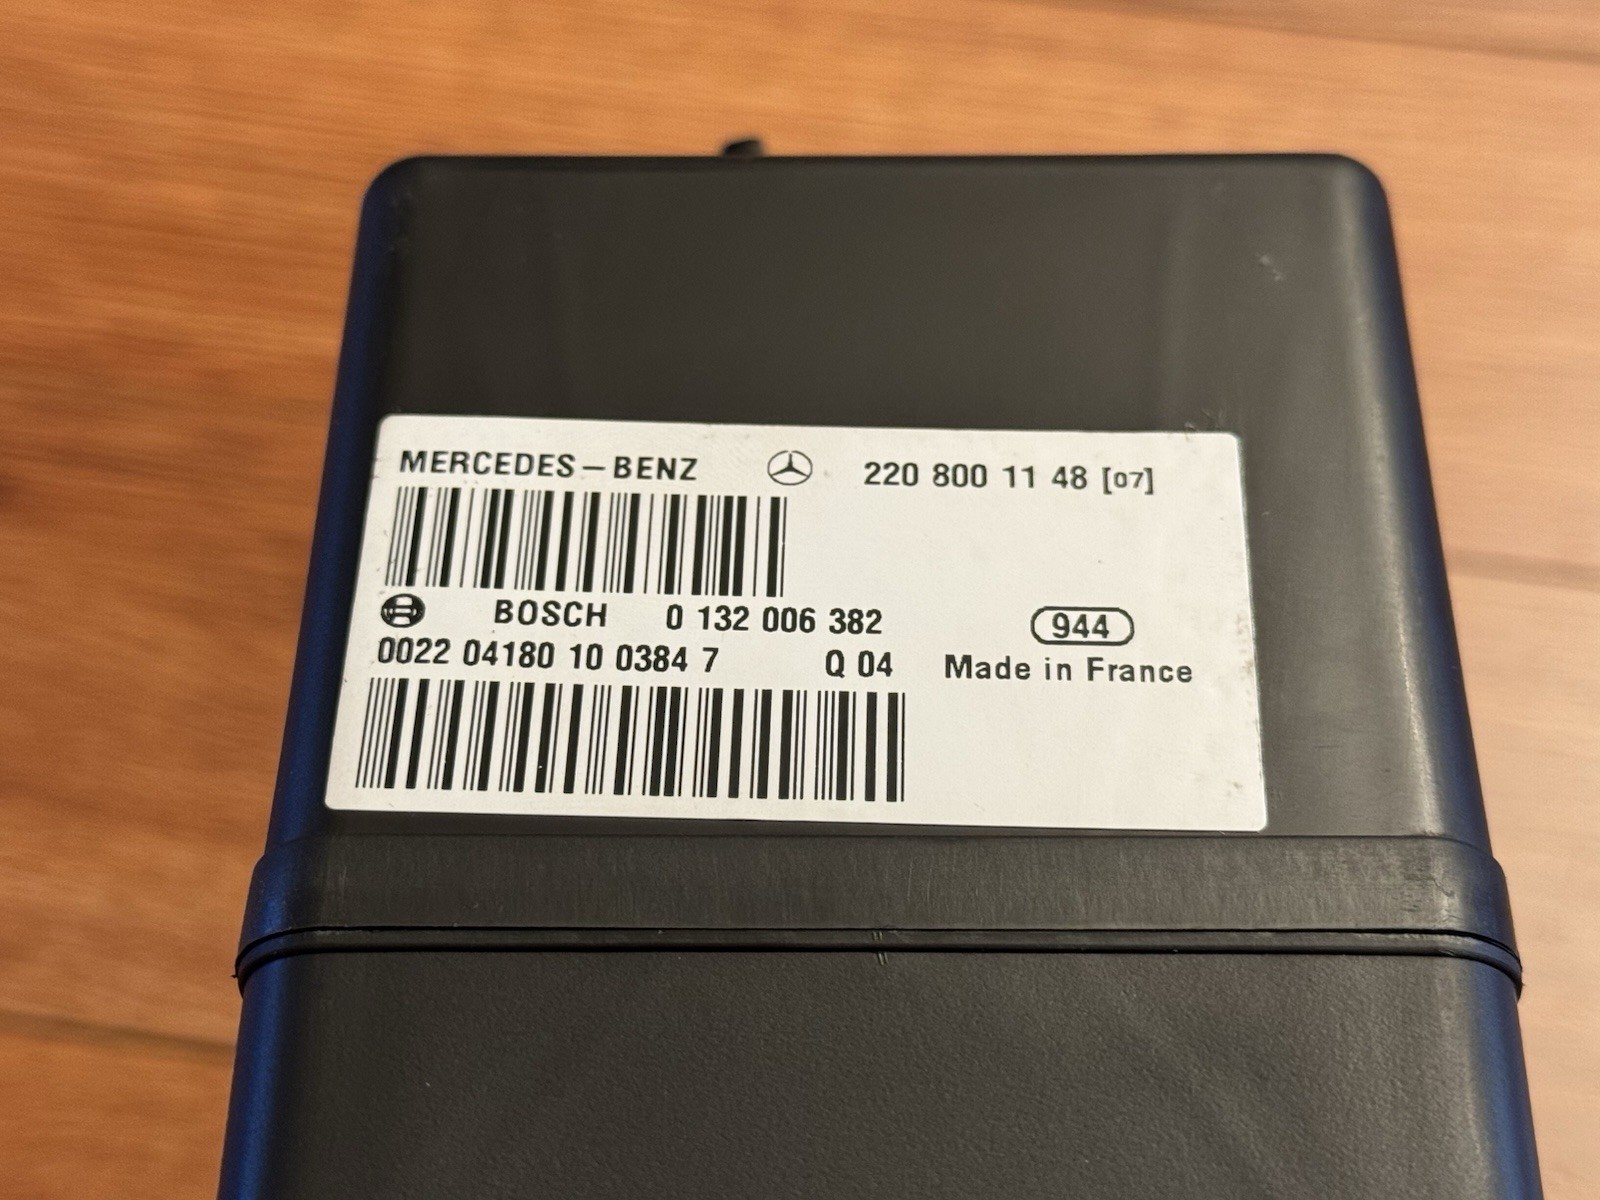 MERCEDES-BENZ 220 800 11 48 [07]
BOSCH 0 132 006 382 944
0022 04180 10 0384 7 Q 04 Made in France